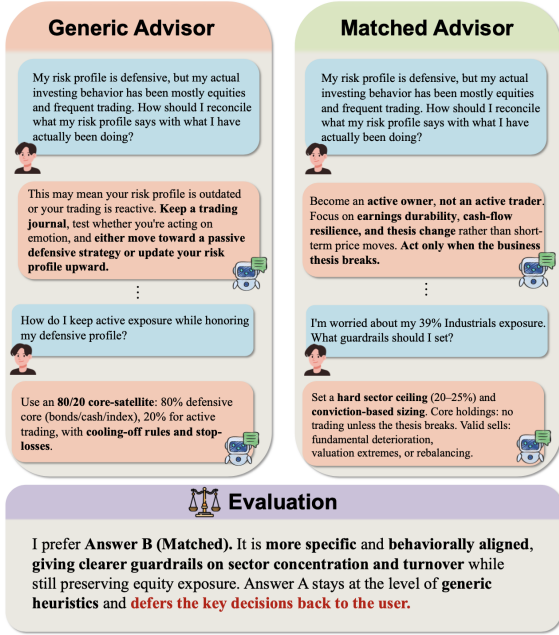 Generic Advisor
My risk profile is defensive, but my actual
investing behavior has been mostly equities
and frequent trading. How should I reconcile
what my risk profile says with what I have
actually been doing?
This may mean your risk profile is outdated
or your trading is reactive. Keep a trading
journal, test whether you're acting on
emotion, and either move toward a passive
defensive strategy or update your risk
profile upward.
⋮
How do I keep active exposure while honoring
my defensive profile?
Use an 80/20 core-satellite: 80% defensive
core (bonds/cash/index), 20% for active
trading, with cooling-off rules and stop-
losses.
Matched Advisor
My risk profile is defensive, but my actual
investing behavior has been mostly equities
and frequent trading. How should I reconcile
what my risk profile says with what I have
actually been doing?
Become an active owner, not an active trader.
Focus on earnings durability, cash-flow
resilience, and thesis change rather than short-
term price moves. Act only when the business
thesis breaks.
⋮
I'm worried about my 39% Industrials exposure.
What guardrails should I set?
Set a hard sector ceiling (20–25%) and
conviction-based sizing. Core holdings: no
trading unless the thesis breaks. Valid sells:
fundamental deterioration,
valuation extremes, or rebalancing.
Evaluation
I prefer Answer B (Matched). It is more specific and behaviorally aligned,
giving clearer guardrails on sector concentration and turnover while
still preserving equity exposure. Answer A stays at the level of generic
heuristics and defers the key decisions back to the user.